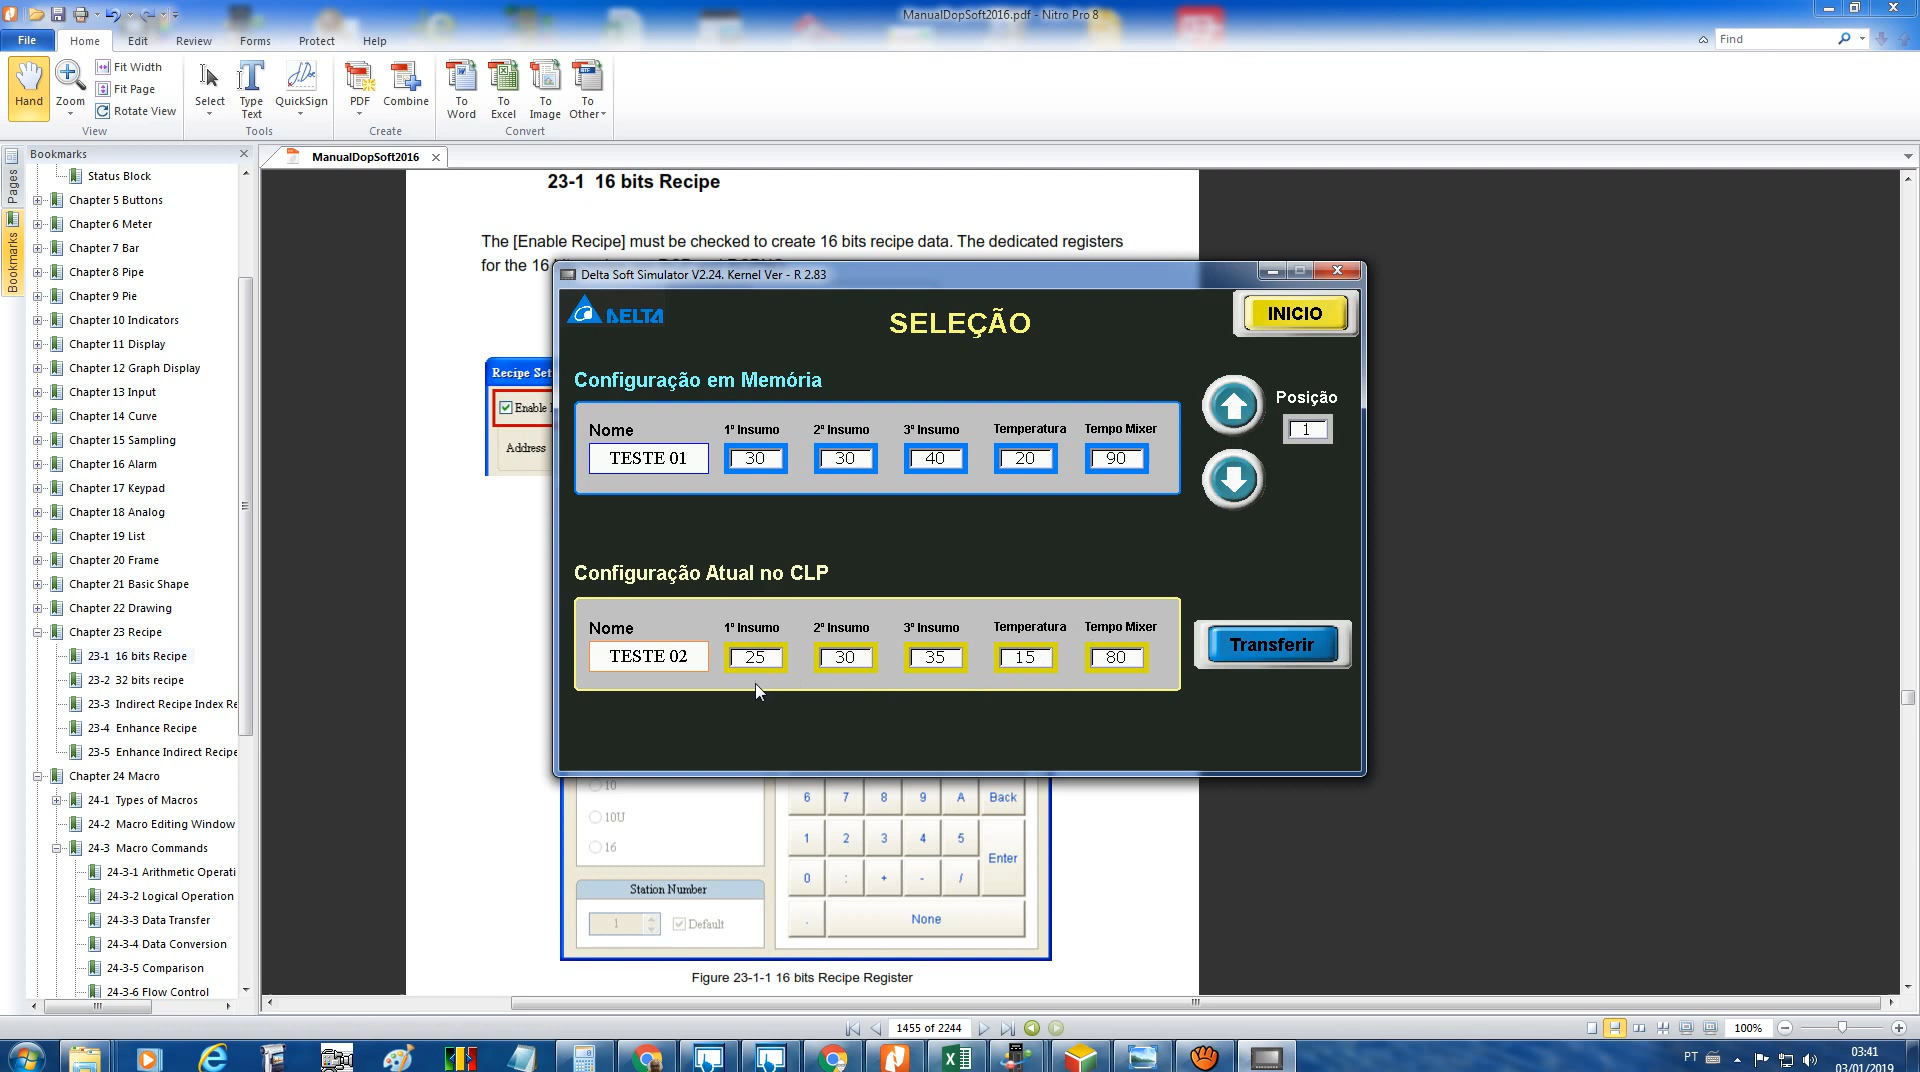 ManualDopSoft2016.pdf - Nitro Pro 8
File Home Edit Review Forms Protect Help
Find
Hand
Zoom
Fit Width
Fit Page
Rotate View
View
Select
Type Text
QuickSign
Tools
PDF
Combine
Create
To Word
To Excel
To Image
To Other
Convert
Pages
Bookmarks
Bookmarks
Status Block
Chapter 5 Buttons
Chapter 6 Meter
Chapter 7 Bar
Chapter 8 Pipe
Chapter 9 Pie
Chapter 10 Indicators
Chapter 11 Display
Chapter 12 Graph Display
Chapter 13 Input
Chapter 14 Curve
Chapter 15 Sampling
Chapter 16 Alarm
Chapter 17 Keypad
Chapter 18 Analog
Chapter 19 List
Chapter 20 Frame
Chapter 21 Basic Shape
Chapter 22 Drawing
Chapter 23 Recipe
23-1 16 bits Recipe
23-2 32 bits recipe
23-3 Indirect Recipe Index Re
23-4 Enhance Recipe
23-5 Enhance Indirect Recipe
Chapter 24 Macro
24-1 Types of Macros
24-2 Macro Editing Window
24-3 Macro Commands
24-3-1 Arithmetic Operati
24-3-2 Logical Operation
24-3-3 Data Transfer
24-3-4 Data Conversion
24-3-5 Comparison
24-3-6 Flow Control
ManualDopSoft2016
23-1 16 bits Recipe
The [Enable Recipe] must be checked to create 16 bits recipe data. The dedicated registers
for the 16
Recipe Set
Enable
Address
Delta Soft Simulator V2.24. Kernel Ver - R 2.83
DELTA
SELEÇÃO
INICIO
Configuração em Memória
Nome 1º Insumo 2º Insumo 3º Insumo Temperatura Tempo Mixer
TESTE 01 30 30 40 20 90
Posição
1
Configuração Atual no CLP
Nome 1º Insumo 2º Insumo 3º Insumo Temperatura Tempo Mixer
TESTE 02 25 30 35 15 80
Transferir
10
10U
16
Station Number
1 Default
6 7 8 9 A Back
1 2 3 4 5
Enter
0 : + - /
. None
Figure 23-1-1 16 bits Recipe Register
1455 of 2244
100%
PT
03:41
03/01/2019